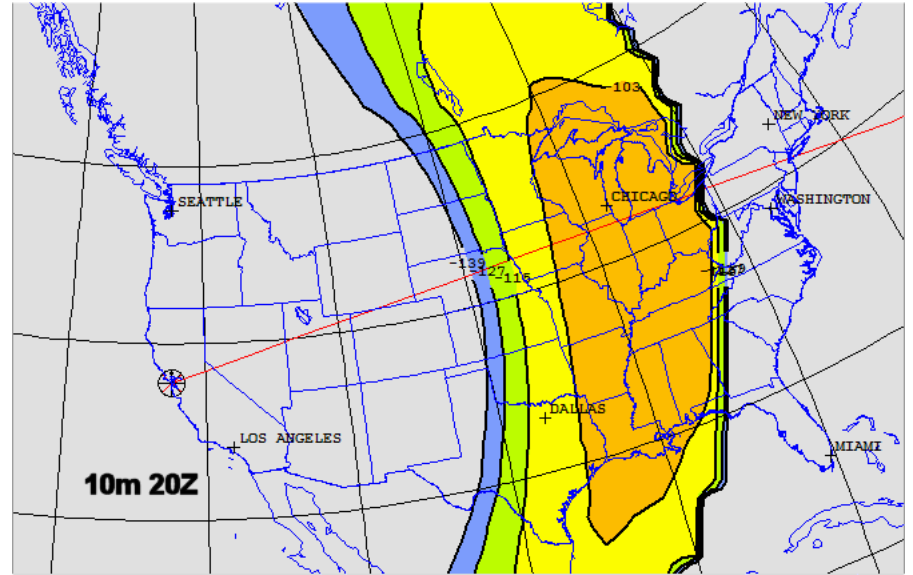 -103
NEW YORK
SEATTLE
CHICAGO
WASHINGTON
-139
-127
-116
DALLAS
LOS ANGELES
MIAMI
10m 20Z